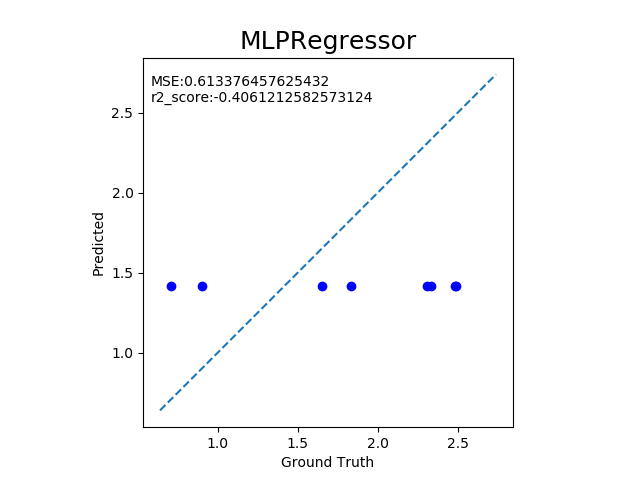 MLPRegressor
MSE:0.613376457625432
r2_score:-0.4061212582573124
2.5
2.0
1.5
1.0
Predicted
1.0 1.5 2.0 2.5
Ground Truth